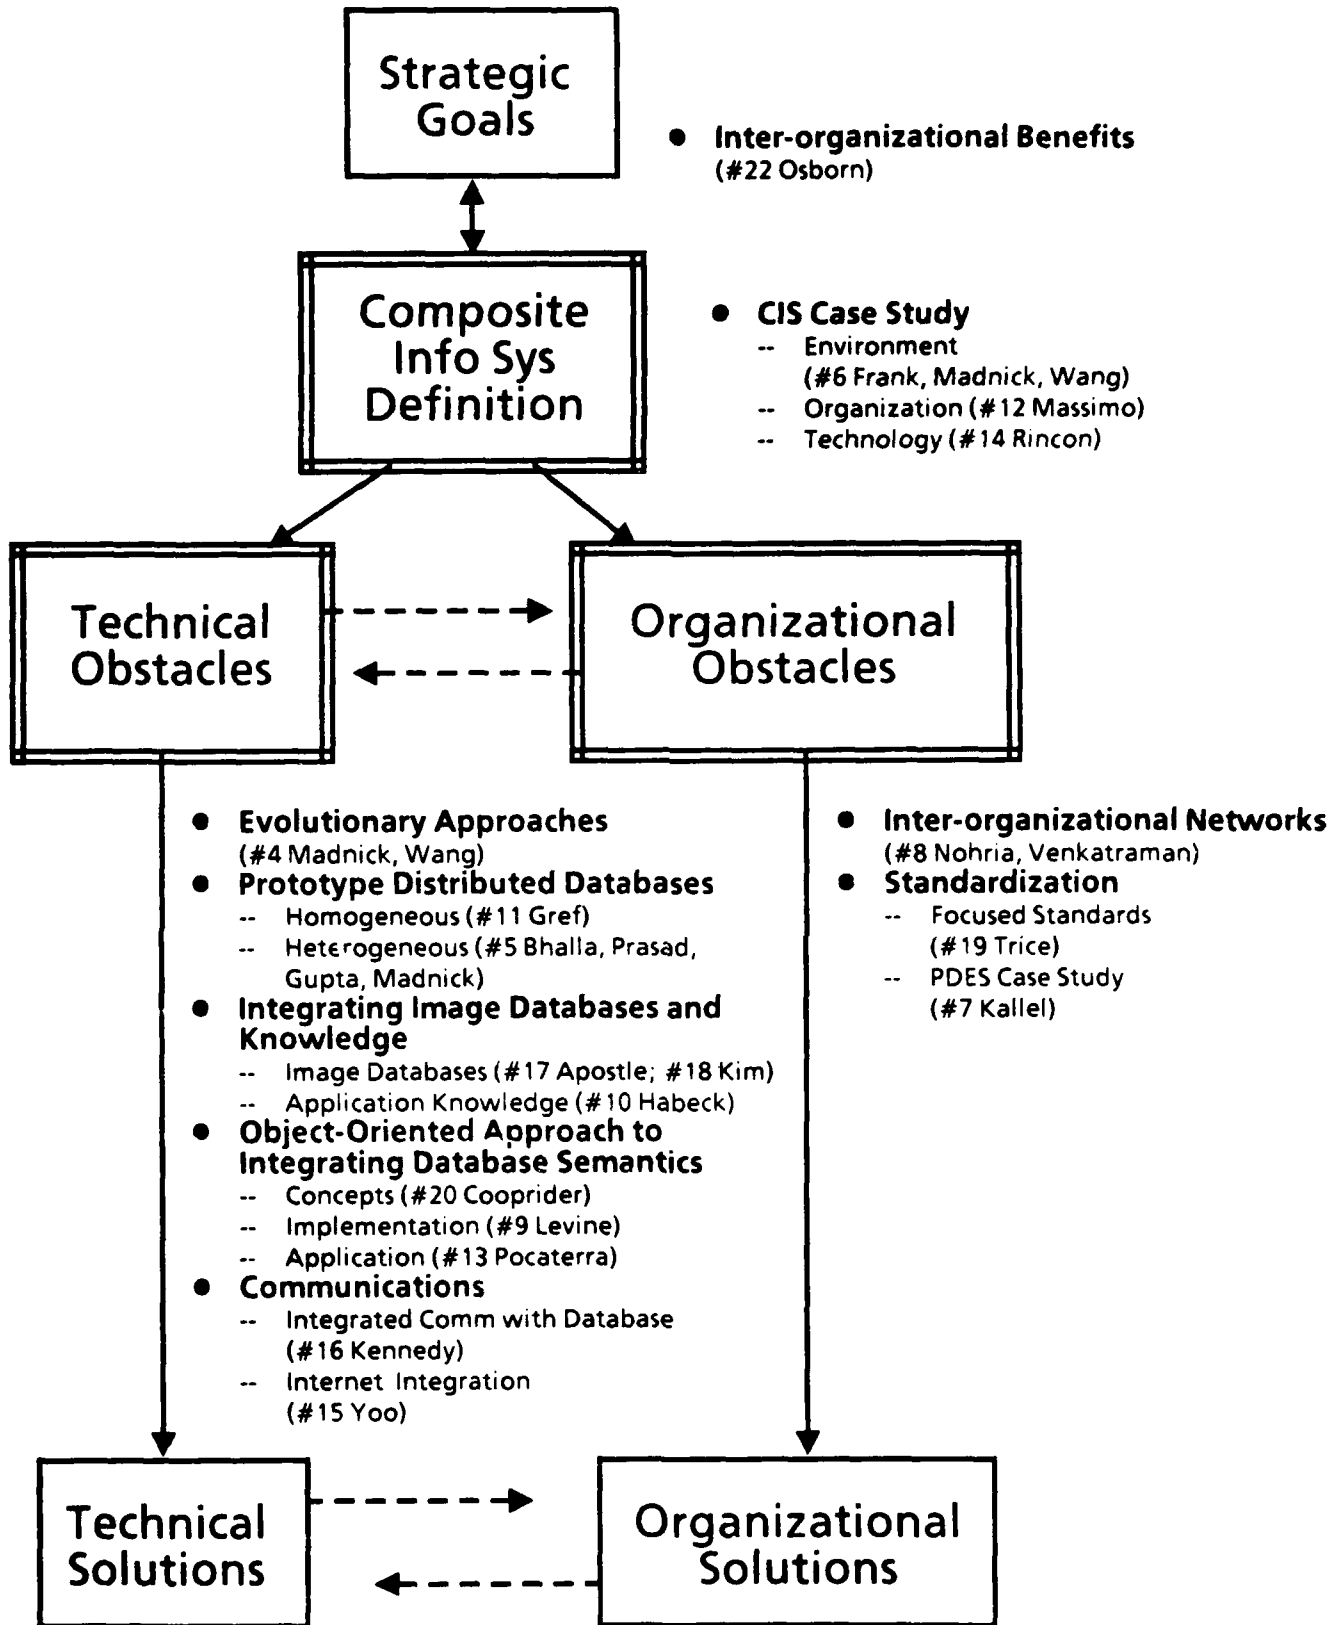 Strategic
Goals
● Inter-organizational Benefits
(#22 Osborn)
Composite
Info Sys
Definition
● CIS Case Study
-- Environment
(#6 Frank, Madnick, Wang)
-- Organization (#12 Massimo)
-- Technology (#14 Rincon)
Technical
Obstacles
Organizational
Obstacles
● Evolutionary Approaches
(#4 Madnick, Wang)
● Prototype Distributed Databases
-- Homogeneous (#11 Gref)
-- Heterogeneous (#5 Bhalla, Prasad,
Gupta, Madnick)
● Integrating Image Databases and
Knowledge
-- Image Databases (#17 Apostle; #18 Kim)
-- Application Knowledge (#10 Habeck)
● Object-Oriented Approach to
Integrating Database Semantics
-- Concepts (#20 Cooprider)
-- Implementation (#9 Levine)
-- Application (#13 Pocaterra)
● Communications
-- Integrated Comm with Database
(#16 Kennedy)
-- Internet Integration
(#15 Yoo)
● Inter-organizational Networks
(#8 Nohria, Venkatraman)
● Standardization
-- Focused Standards
(#19 Trice)
-- PDES Case Study
(#7 Kallel)
Technical
Solutions
Organizational
Solutions